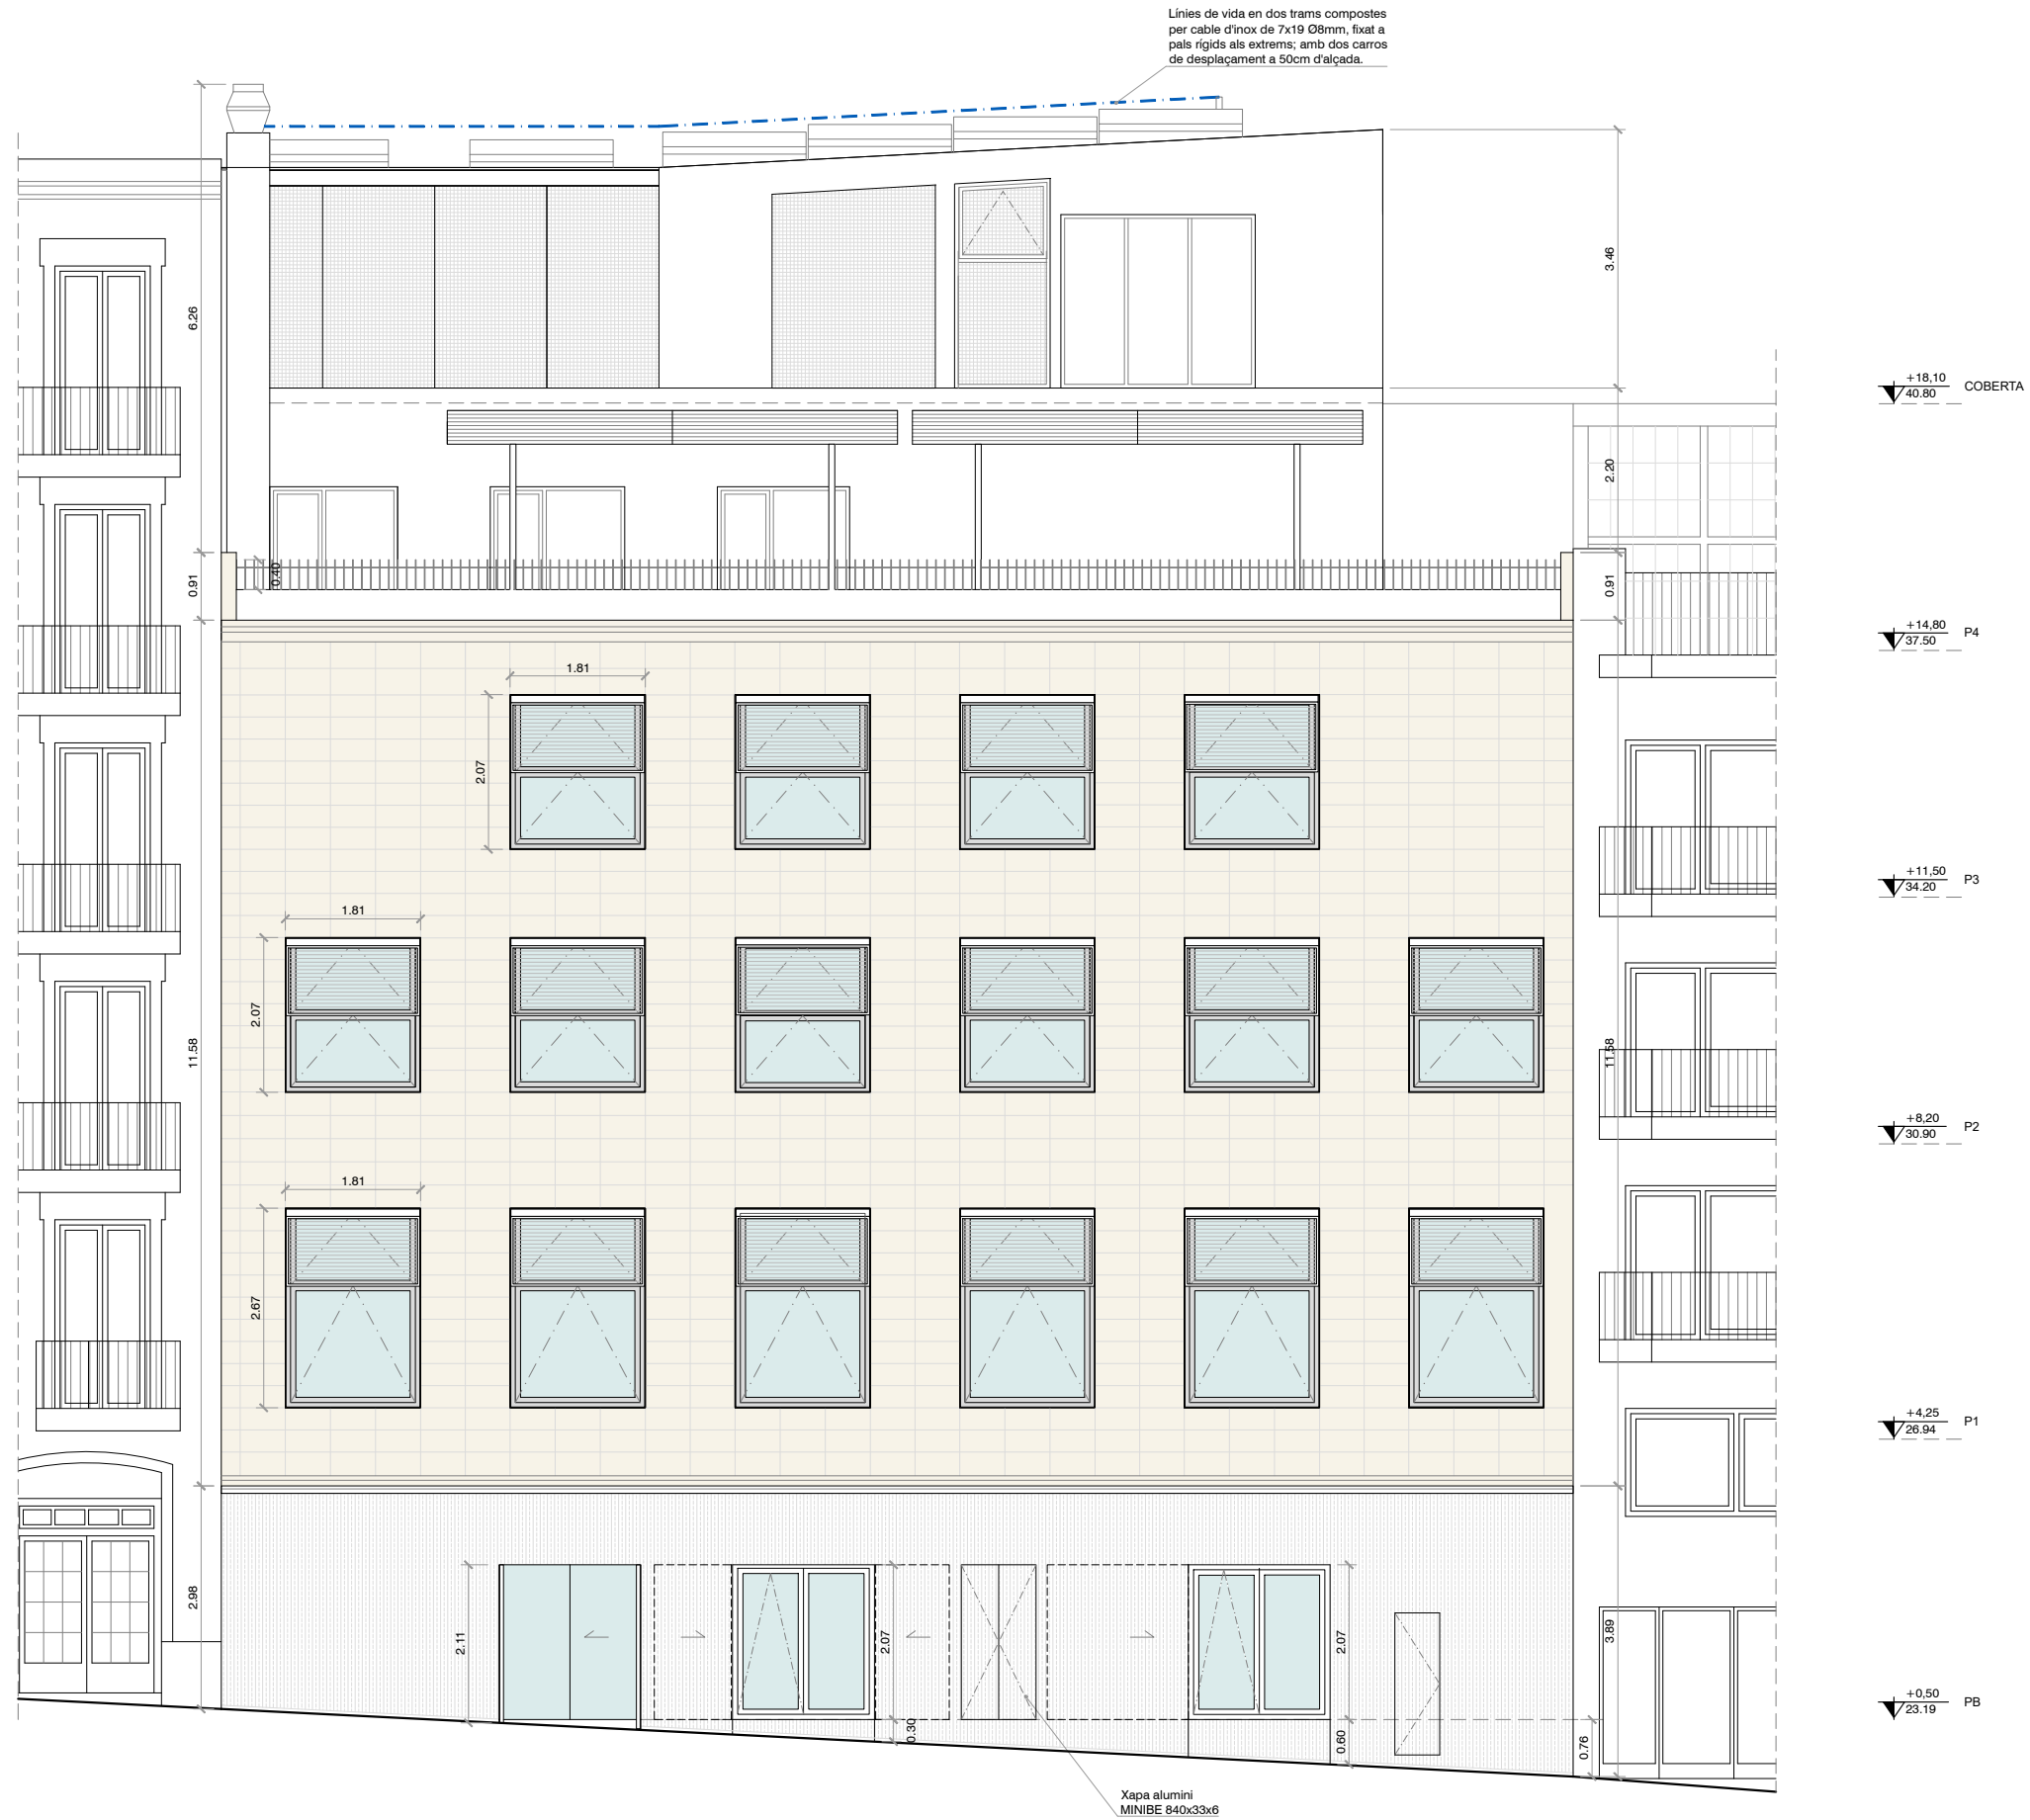 Línies de vida en dos trams compostes
per cable d'inox de 7x19 Ø8mm, fixat a
pals rígids als extrems; amb dos carros
de desplaçament a 50cm d'alçada.
6.26
3.46
+18,10
40.80
COBERTA
2.20
0.91
0.40
0.91
+14,80
37.50
P4
1.81
2.07
+11,50
34.20
P3
1.81
2.07
11.58
11.58
+8,20
30.90
P2
1.81
2.67
+4,25
26.94
P1
2.98
2.11
2.07
2.07
3.89
0.30
0.60
0.76
+0,50
23.19
PB
Xapa alumini
MINIBE 840x33x6